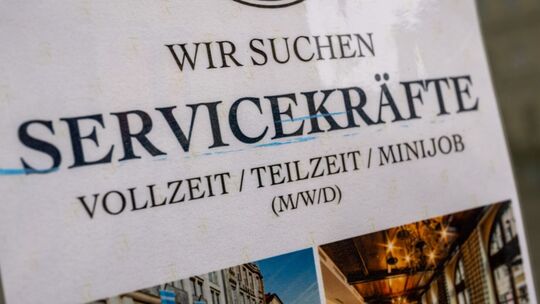 WIR SUCHEN
SERVICEKRÄFTE
VOLLZEIT / TEILZEIT / MINIJOB
(M/W/D)